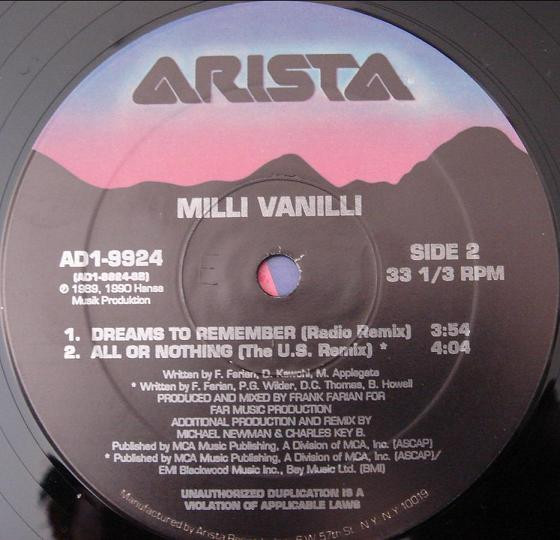 ARISTA
MILLI VANILLI
AD1-9924
(AD1-9924-SB)
℗ 1989, 1990 Hansa
Musik Produktion
SIDE 2
33 1/3 RPM
1. DREAMS TO REMEMBER (Radio Remix) 3:54
2. ALL OR NOTHING (The U.S. Remix) * 4:04
Written by F. Farian, D. Kawohl, M. Applegate
* Written by F. Farian, P.G. Wilder, D.C. Thomas, B. Howell
PRODUCED AND MIXED BY FRANK FARIAN FOR
FAR MUSIC PRODUCTION
ADDITIONAL PRODUCTION AND REMIX BY
MICHAEL NEWMAN & CHARLES KEY B.
Published by MCA Music Publishing, A Division of MCA, Inc. (ASCAP)
* Published by MCA Music Publishing, A Division of MCA, Inc. (ASCAP)/
EMI Blackwood Music Inc., Bay Music Ltd. (BMI)
UNAUTHORIZED DUPLICATION IS A
VIOLATION OF APPLICABLE LAWS
Manufactured by Arista W. 57th St. N.Y. N.Y. 10019